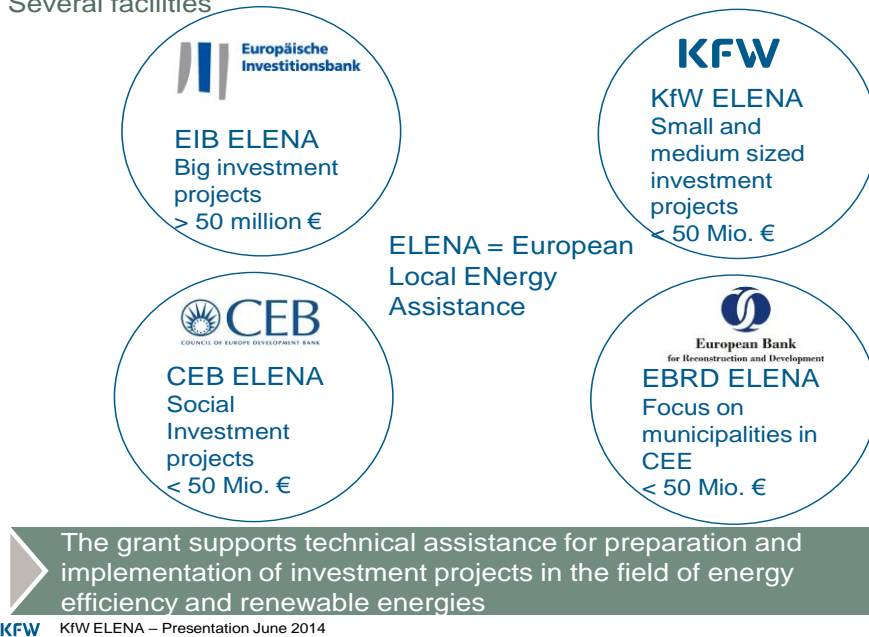 Several facilities
Europäische
Investitionsbank
EIB ELENA
Big investment
projects
> 50 million €
KFW
KfW ELENA
Small and
medium sized
investment
projects
< 50 Mio. €
ELENA = European
Local ENergy
Assistance
CEB
COUNCIL OF EUROPE DEVELOPMENT BANK
CEB ELENA
Social
Investment
projects
< 50 Mio. €
European Bank
for Reconstruction and Development
EBRD ELENA
Focus on
municipalities in
CEE
< 50 Mio. €
The grant supports technical assistance for preparation and
implementation of investment projects in the field of energy
efficiency and renewable energies
KFW KfW ELENA – Presentation June 2014